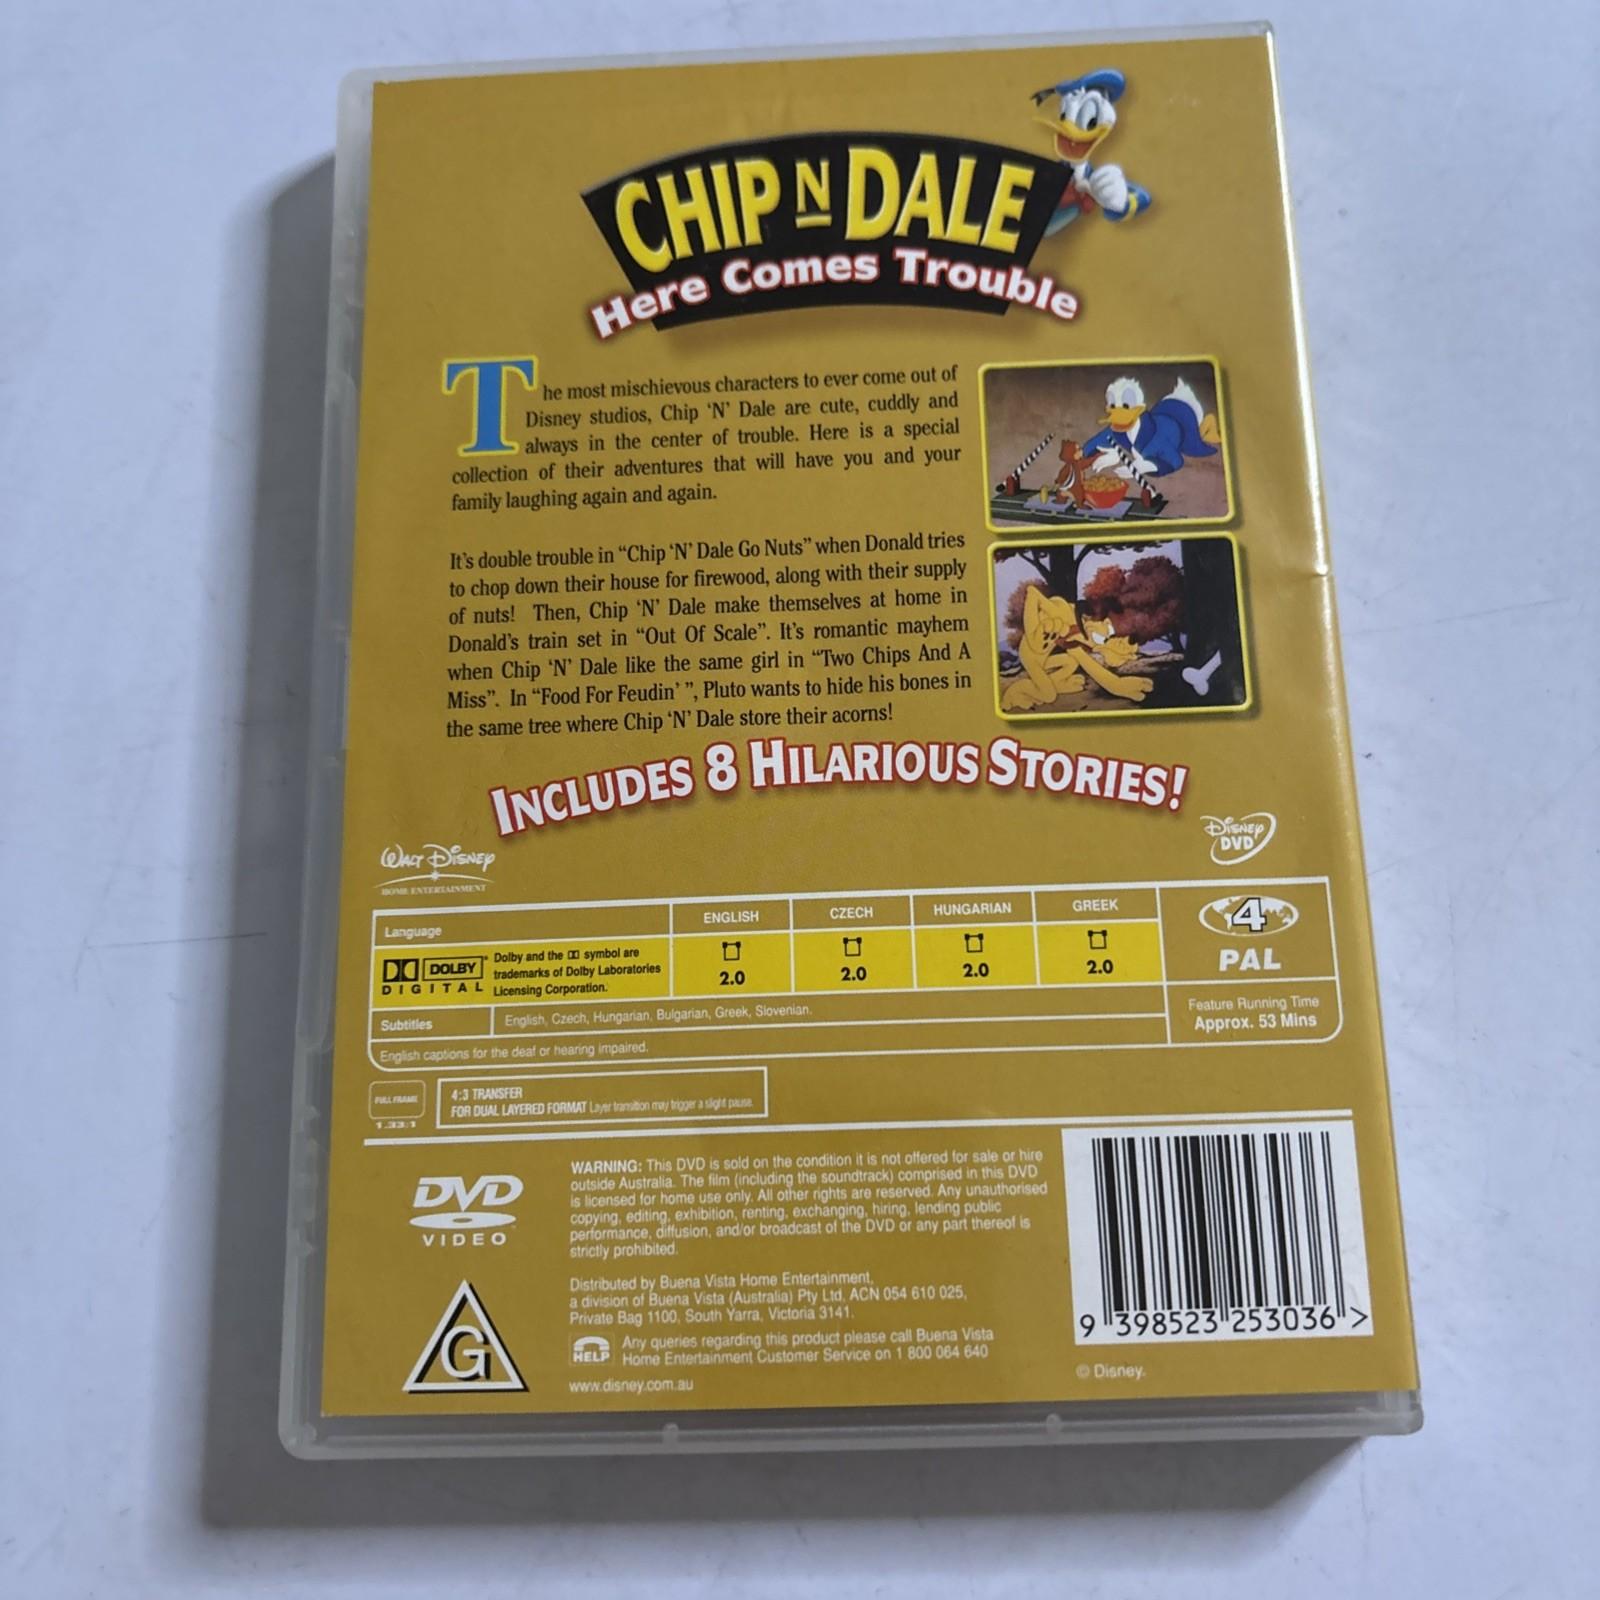 CHIP N DALE
Here Comes Trouble
The most mischievous characters to ever come out of
Disney studios, Chip ‘N’ Dale are cute, cuddly and
always in the center of trouble. Here is a special
collection of their adventures that will have you and your
family laughing again and again.
It's double trouble in “Chip ‘N’ Dale Go Nuts” when Donald tries
to chop down their house for firewood, along with their supply
of nuts! Then, Chip ‘N’ Dale make themselves at home in
Donald's train set in “Out Of Scale”. It's romantic mayhem
when Chip ‘N’ Dale like the same girl in “Two Chips And A
Miss”. In “Food For Feudin’ ”, Pluto wants to hide his bones in
the same tree where Chip ‘N’ Dale store their acorns!
INCLUDES 8 HILARIOUS STORIES!
WALT DISNEY
HOME ENTERTAINMENT
DISNEY
DVD
Language
ENGLISH
CZECH
HUNGARIAN
GREEK
DOLBY
DIGITAL
Dolby and the symbol are
trademarks of Dolby Laboratories
Licensing Corporation.
2.0
2.0
2.0
2.0
4
PAL
Subtitles
English, Czech, Hungarian, Bulgarian, Greek, Slovenian.
English captions for the deaf or hearing impaired.
Feature Running Time
Approx. 53 Mins
FULL FRAME
1.33:1
4:3 TRANSFER
FOR DUAL LAYERED FORMAT Layer transition may trigger a slight pause.
DVD
VIDEO
G
WARNING: This DVD is sold on the condition it is not offered for sale or hire
outside Australia. The film (including the soundtrack) comprised in this DVD
is licensed for home use only. All other rights are reserved. Any unauthorised
copying, editing, exhibition, renting, exchanging, hiring, lending public
performance, diffusion, and/or broadcast of the DVD or any part thereof is
strictly prohibited.
Distributed by Buena Vista Home Entertainment,
a division of Buena Vista (Australia) Pty Ltd, ACN 054 610 025,
Private Bag 1100, South Yarra, Victoria 3141.
HELP
Any queries regarding this product please call Buena Vista
Home Entertainment Customer Service on 1 800 064 640
www.disney.com.au
9 398523 253036 >
© Disney.